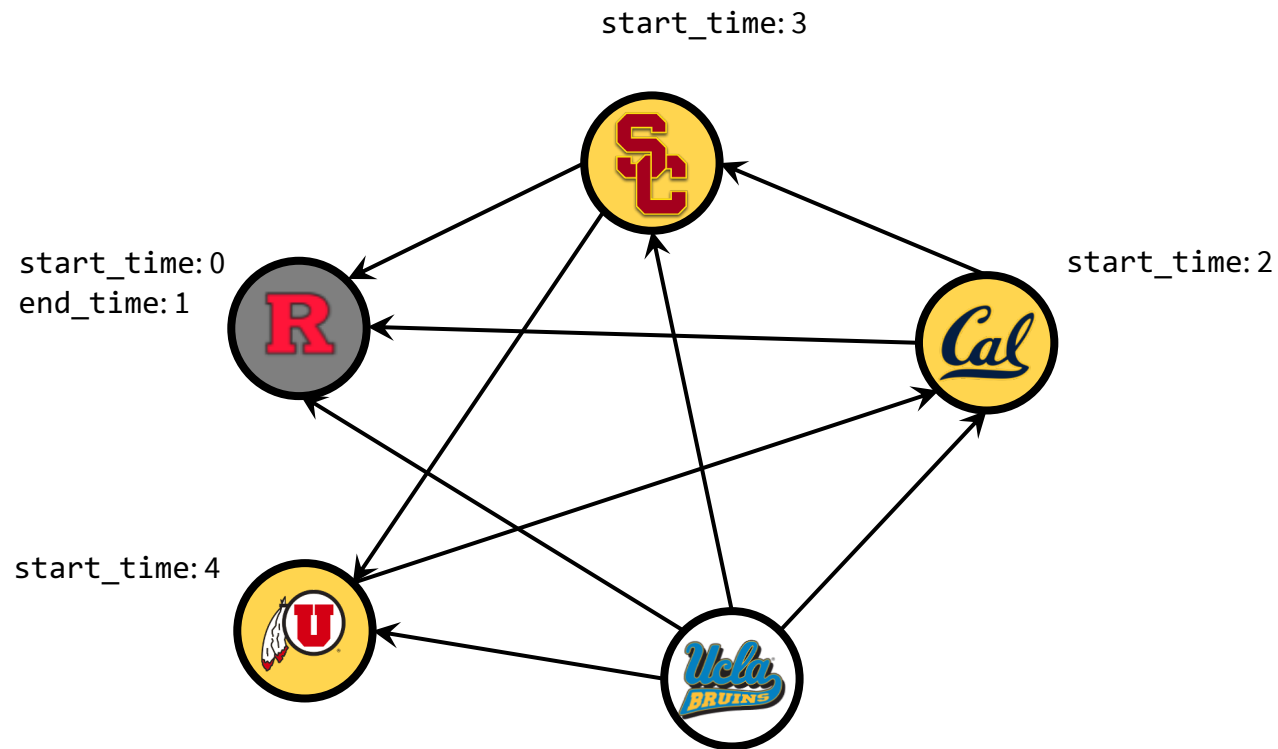 start_time: 3
SC
start_time: 0
end_time: 1
R
start_time: 2
Cal
start_time: 4
U
Ucla
BRUINS